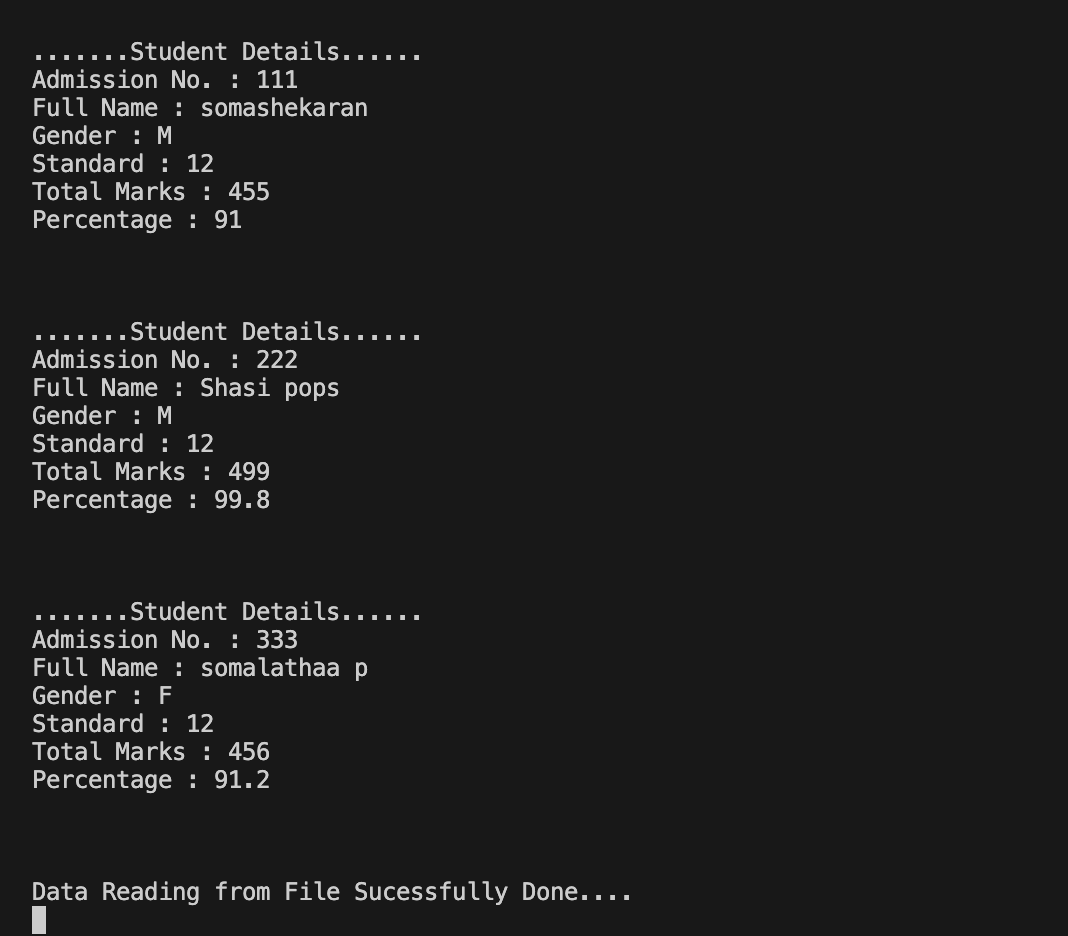 .......Student Details......
Admission No. : 111
Full Name : somashekaran
Gender : M
Standard : 12
Total Marks : 455
Percentage : 91
.......Student Details......
Admission No. : 222
Full Name : Shasi pops
Gender : M
Standard : 12
Total Marks : 499
Percentage : 99.8
.......Student Details......
Admission No. : 333
Full Name : somalathaa p
Gender : F
Standard : 12
Total Marks : 456
Percentage : 91.2
Data Reading from File Sucessfully Done....